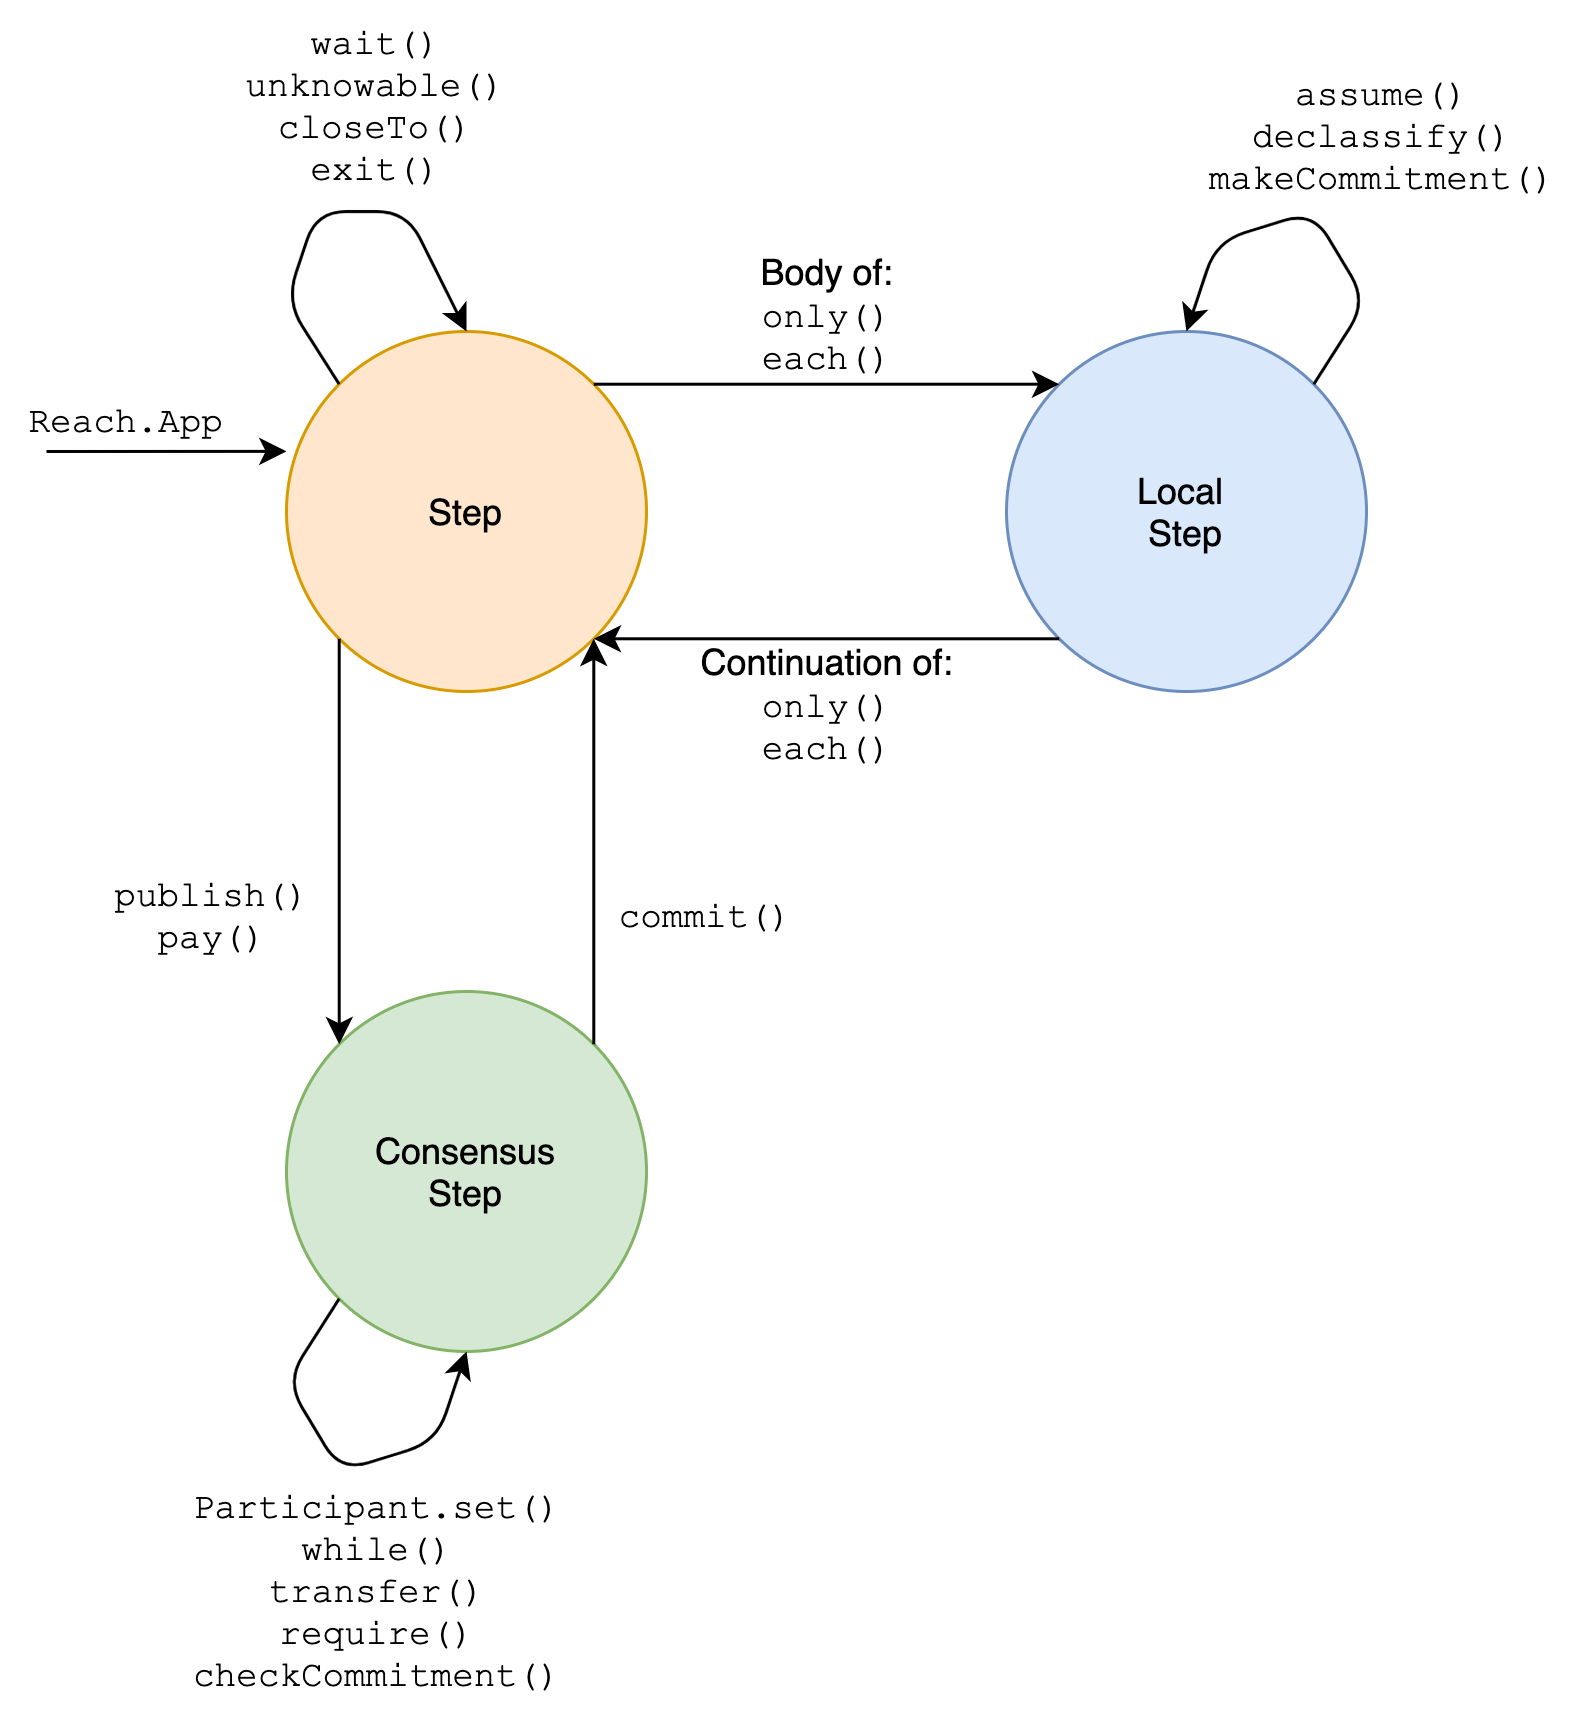 wait()
unknowable()
closeTo()
exit()
assume()
declassify()
makeCommitment()
Body of:
only()
each()
Reach.App
Step
Local
Step
Continuation of:
only()
each()
publish()
pay()
commit()
Consensus
Step
Participant.set()
while()
transfer()
require()
checkCommitment()